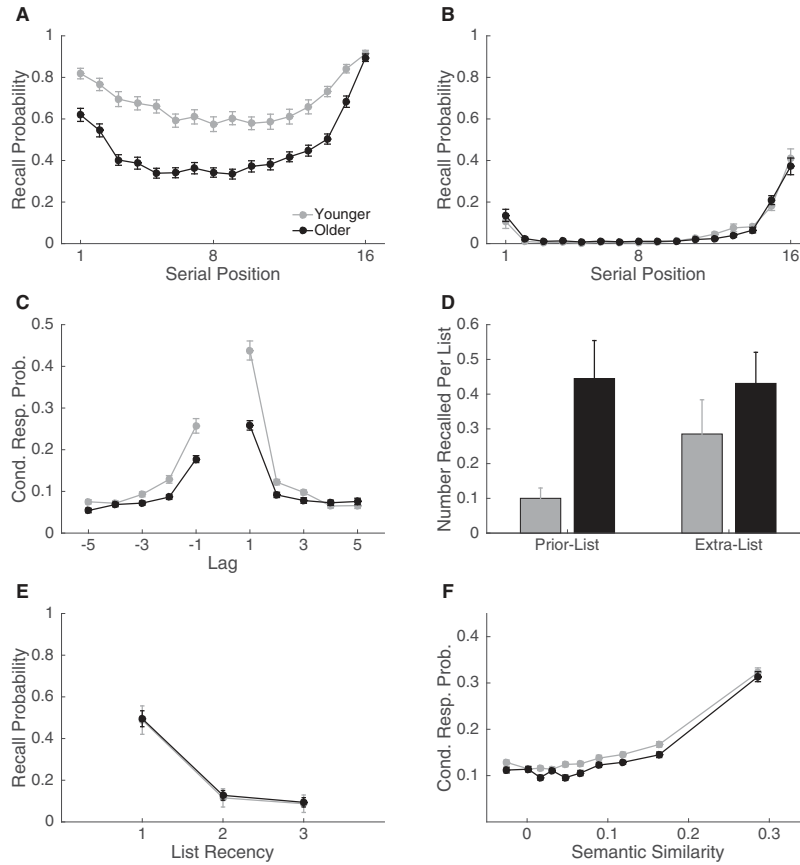 A
Recall Probability
1
0.8
0.6
0.4
0.2
0
1
8
16
Serial Position
Younger
Older
B
Recall Probability
1
0.8
0.6
0.4
0.2
0
1
8
16
Serial Position
C
Cond. Resp. Prob.
0.5
0.4
0.3
0.2
0.1
0
-5
-3
-1
1
3
5
Lag
D
Number Recalled Per List
0.6
0.5
0.4
0.3
0.2
0.1
0
Prior-List
Extra-List
E
Recall Probability
1
0.8
0.6
0.4
0.2
0
1
2
3
List Recency
F
Cond. Resp. Prob.
0.4
0.3
0.2
0.1
0
0.1
0.2
0.3
Semantic Similarity